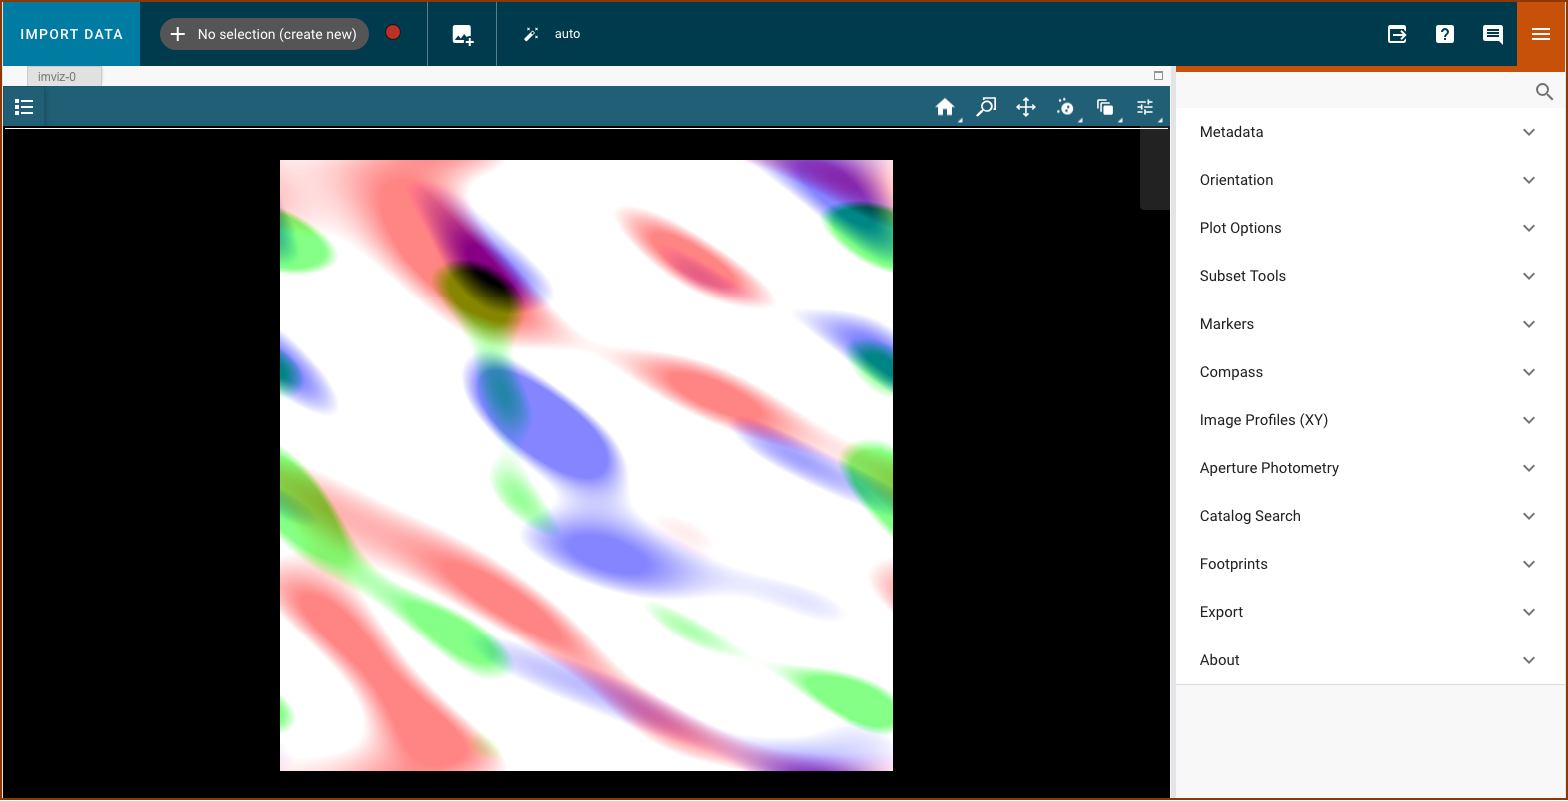 IMPORT DATA
No selection (create new)
auto
imviz-0
Metadata
Orientation
Plot Options
Subset Tools
Markers
Compass
Image Profiles (XY)
Aperture Photometry
Catalog Search
Footprints
Export
About